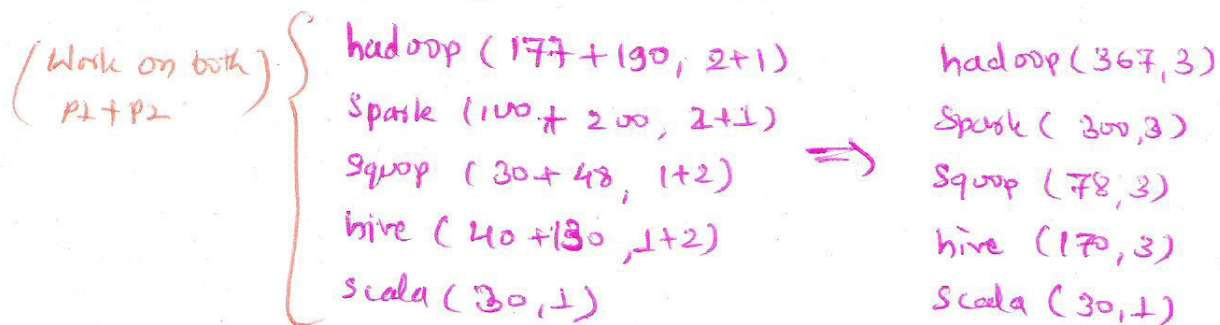 (Work on both P1+P2)
hadoop (177+190, 2+1)
Spark (100+ 200, 2+1)
Sqoop (30+48, 1+2)
hive (40+130,1+2)
scala (30,1)
=>
hadoop (367,3)
Spark (300,3)
Sqoop (78,3)
hive (170,3)
Scala (30,1)